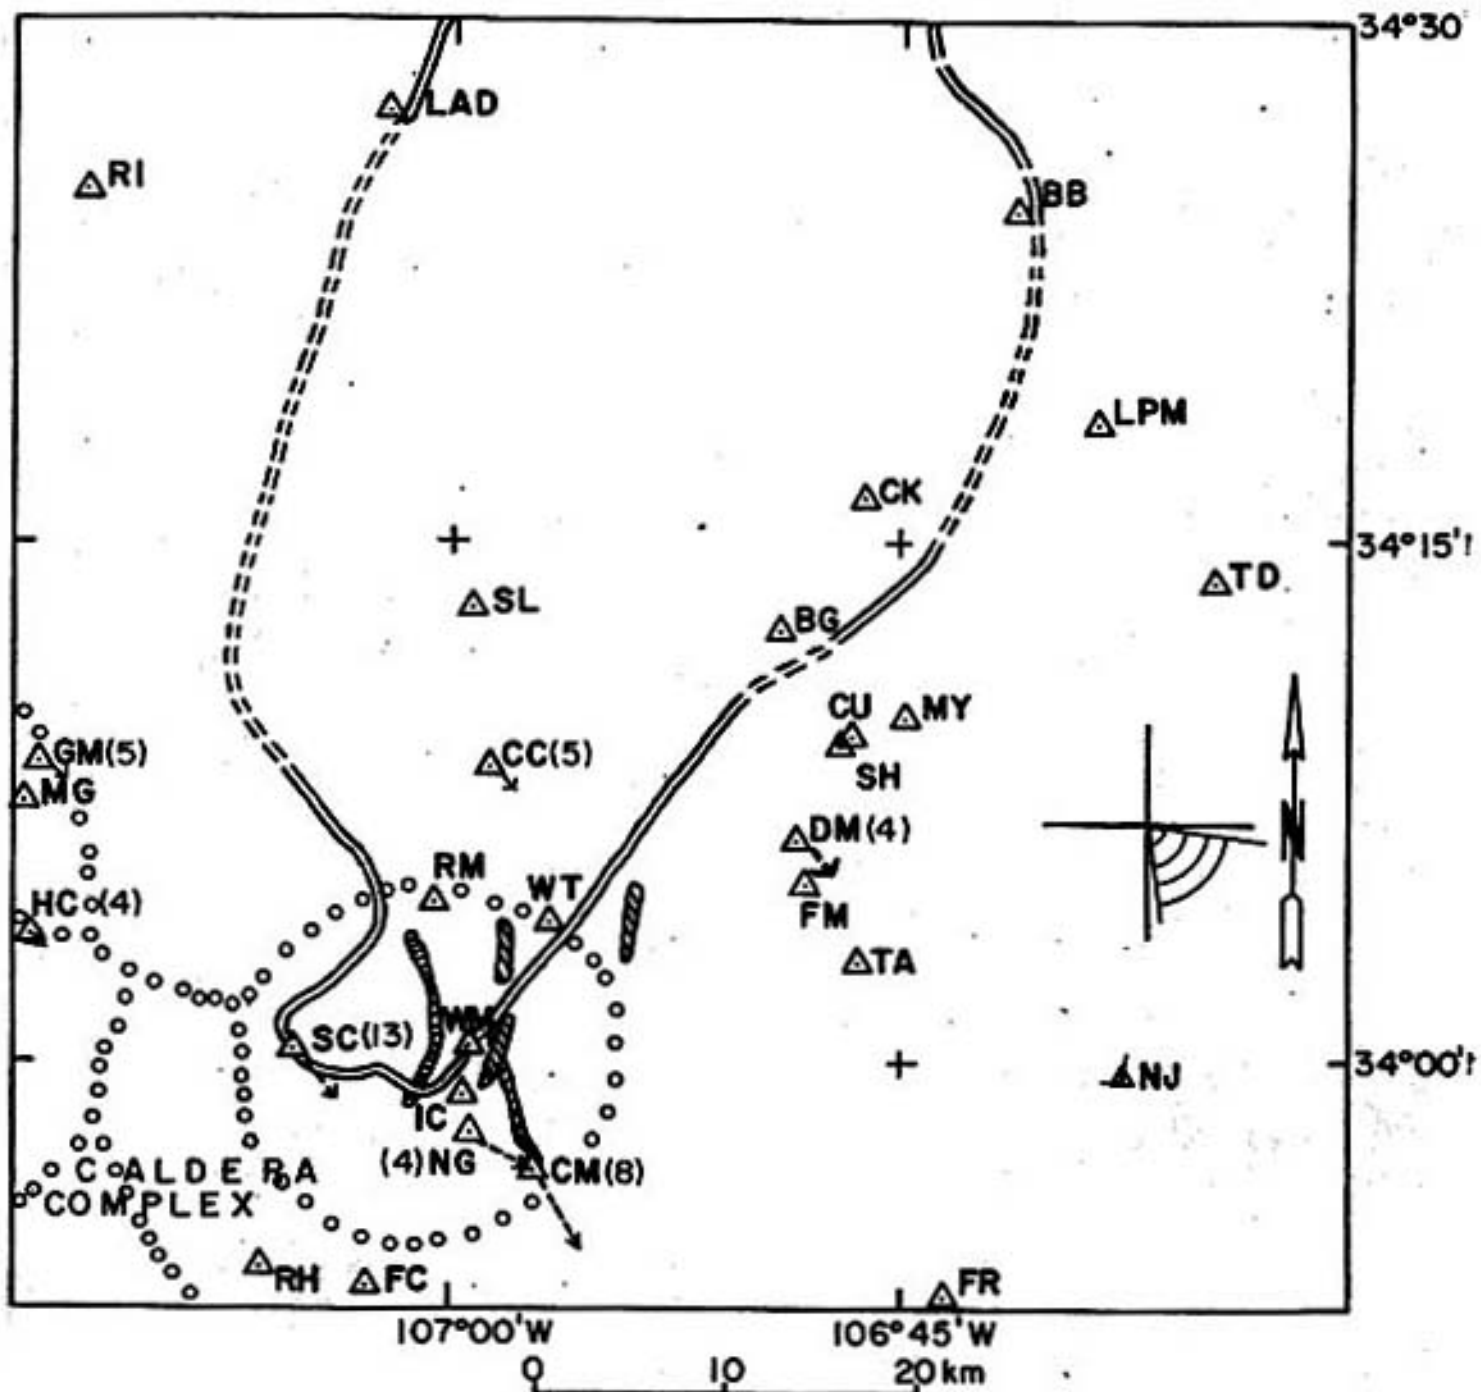 34°30'
LAD
RI
BB
LPM
CK
34°15'
TD
SL
BG
CU
MY
GM(5)
CC(5)
SH
MG
DM(4)
RM
WT
N
HC (4)
FM
TA
WM
SC(13)
34°00'
NJ
IC
(4)NG
CM(8)
CALDERA
COMPLEX
RH
FC
FR
107°00'W
106°45'W
0 10 20km